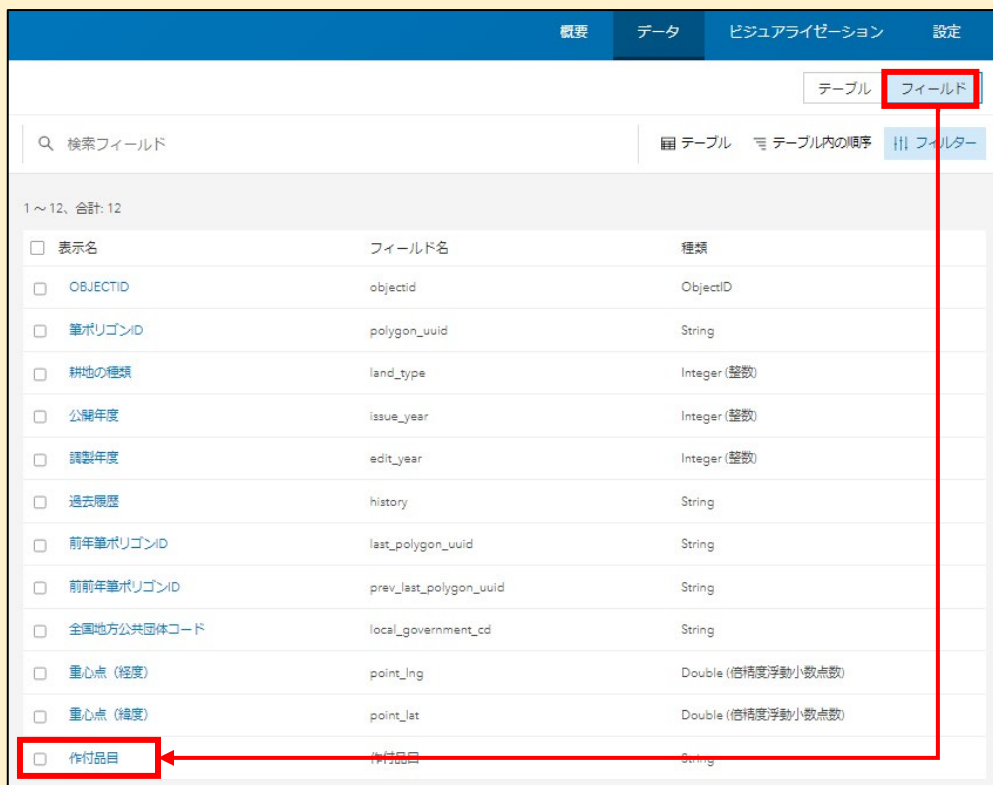 概要 データ ビジュアライゼーション 設定
テーブル フィールド
検索フィールド テーブル テーブル内の順序 フィルター
1～12、合計: 12
表示名 フィールド名 種類
OBJECTID objectid ObjectID
筆ポリゴンID polygon_uuid String
耕地の種類 land_type Integer (整数)
公開年度 issue_year Integer (整数)
調製年度 edit_year Integer (整数)
過去履歴 history String
前年筆ポリゴンID last_polygon_uuid String
前前年筆ポリゴンID prev_last_polygon_uuid String
全国地方公共団体コード local_government_cd String
重心点（経度） point_lng Double (倍精度浮動小数点数)
重心点（緯度） point_lat Double (倍精度浮動小数点数)
作付品目 作付品目 String